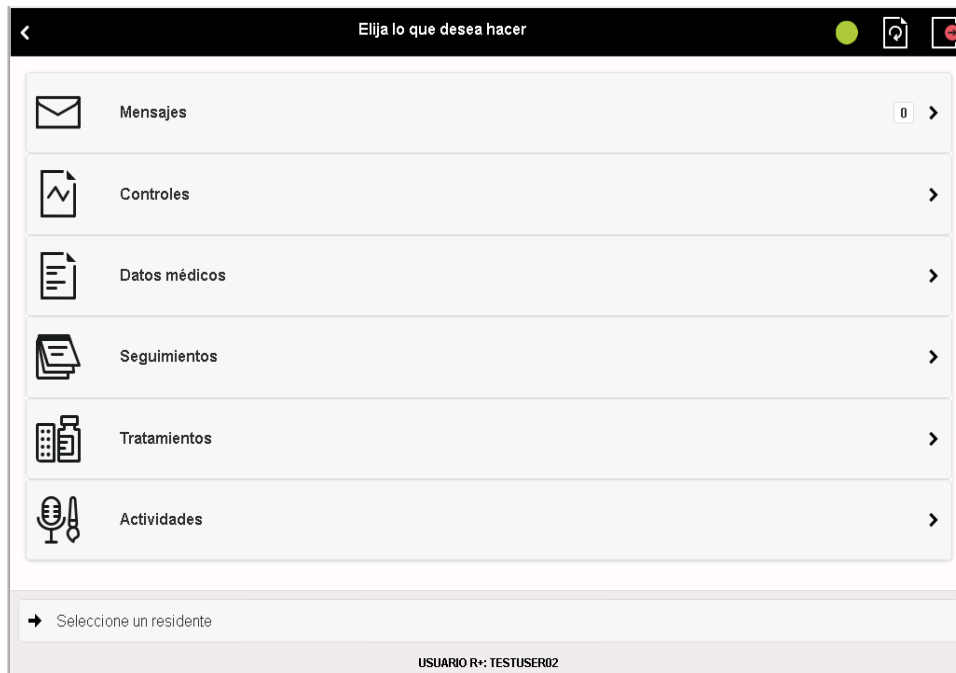 Elija lo que desea hacer
Mensajes 0
Controles
Datos médicos
Seguimientos
Tratamientos
Actividades
Seleccione un residente
USUARIO R+: TESTUSER02